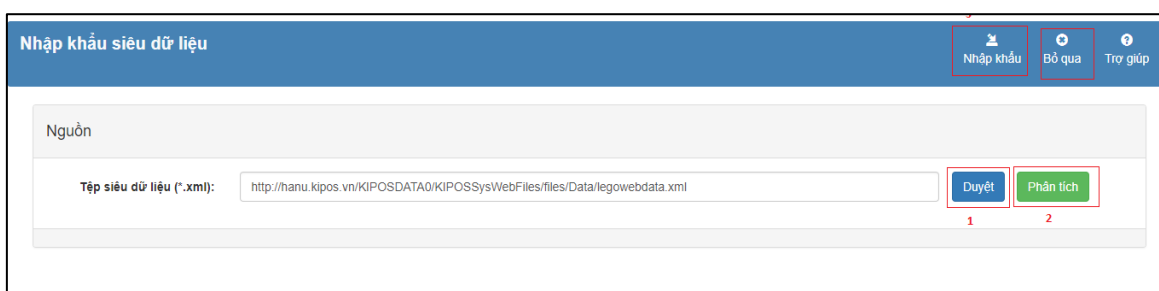 Nhập khẩu siêu dữ liệu
Nhập khẩu
Bỏ qua
Trợ giúp
Nguồn
Tệp siêu dữ liệu (*.xml):
http://hanu.kipos.vn/KIPOSDATA0/KIPOSSysWebFiles/files/Data/legowebdata.xml
Duyệt
Phân tích
1
2